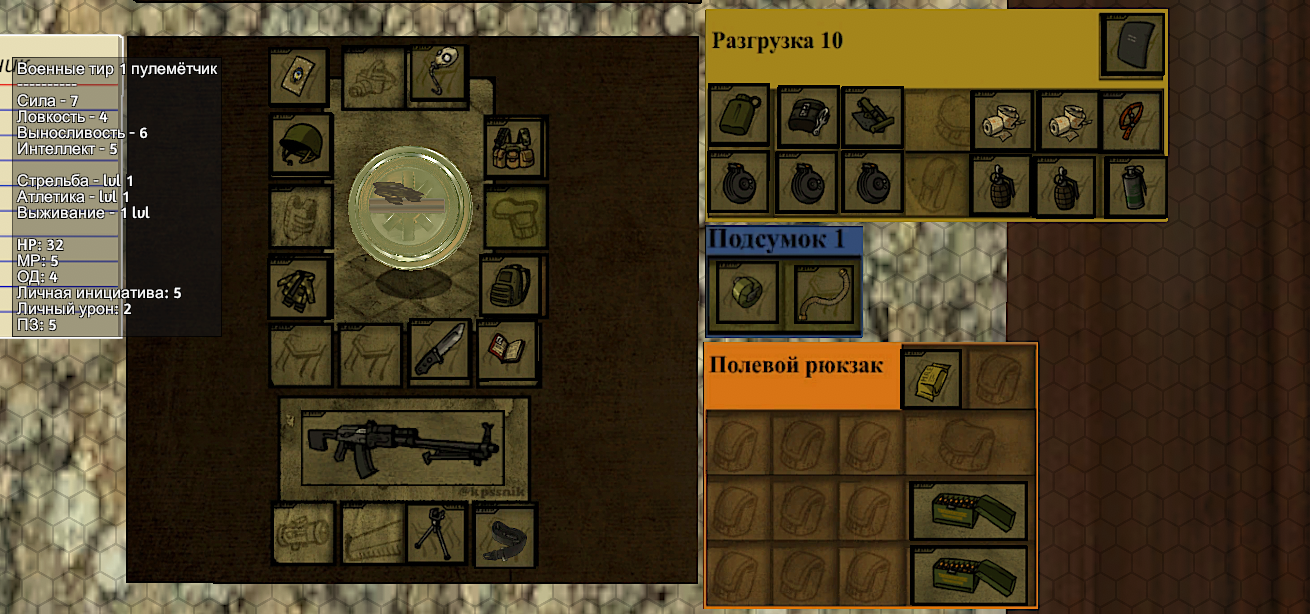 Военные тир 1 пулемётчик
----------
Сила - 7
Ловкость - 4
Выносливость - 6
Интеллект - 5
Стрельба - lvl 1
Атлетика - lvl 1
Выживание - 1 lvl
HP: 32
МР: 5
ОД: 4
Личная инициатива: 5
Личный урон: 2
ПЗ: 5
@kpssnik
Разгрузка 10
Подсумок 1
Полевой рюкзак